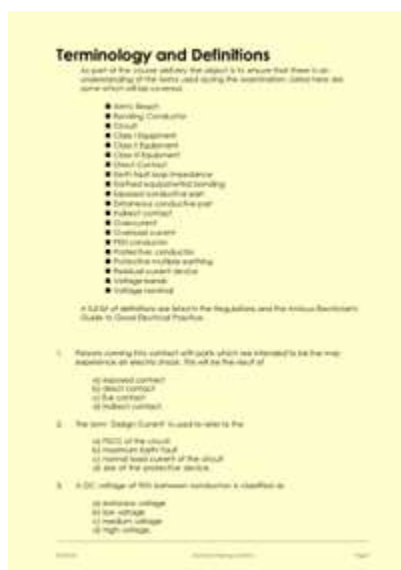 Terminology and Definitions
As part of the course delivery the object is to ensure that there is an
understanding of the terms used during the examination. Listed here are
some which will be covered.
Arm's Reach
Bonding Conductor
Circuit
Class I Equipment
Class II Equipment
Class III Equipment
Direct Contact
Earth fault loop impedance
Earthed equipotential bonding
Exposed conductive part
Extraneous conductive part
Indirect contact
Overcurrent
Overload current
PEN conductor
Protective conductor
Protective multiple earthing
Residual current device
Voltage bands
Voltage nominal
A full list of definitions are listed in the Regulations and the Electrician's
Guide to Good Electrical Practice.
1. Persons coming into contact with parts which are intended to be live may
experience an electric shock. This will be the result of
a) exposed contact
b) direct contact
c) live contact
d) indirect contact
2. The term 'Design Current' is used to refer to the
a) PSCC of the circuit
b) maximum Earth fault
c) normal load current of the circuit
d) size of the protective device.
3. A DC voltage of between conductor is classified as
a) extra-low voltage
b) low voltage
c) medium voltage
d) high voltage.